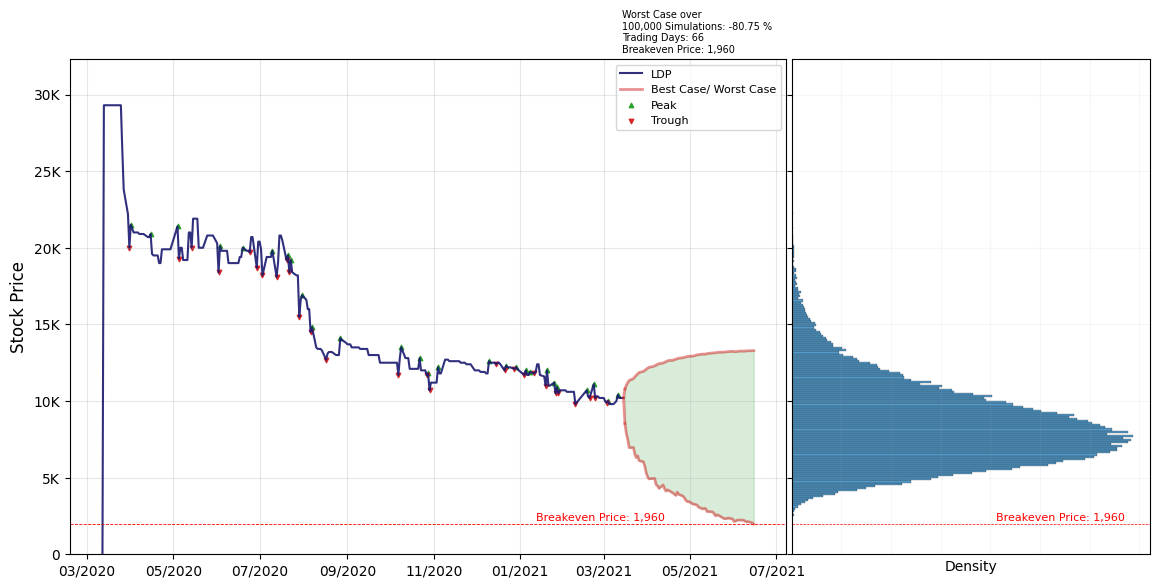 Worst Case over
100,000 Simulations: -80.75 %
Trading Days: 66
Breakeven Price: 1,960
LDP
Best Case/ Worst Case
Peak
Trough
30K
25K
20K
15K
10K
5K
0
Stock Price
Breakeven Price: 1,960
Breakeven Price: 1,960
03/2020 05/2020 07/2020 09/2020 11/2020 01/2021 03/2021 05/2021 07/2021
Density